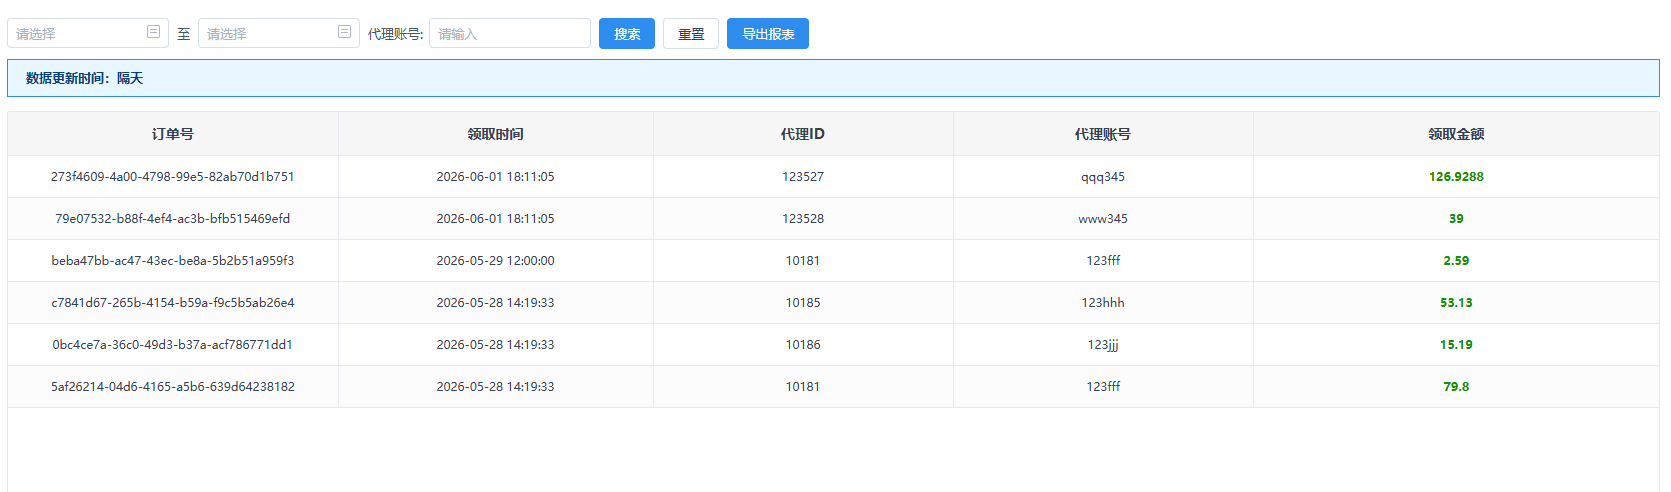 请选择 至 请选择 代理账号: 请输入 搜索 重置 导出报表
数据更新时间：隔天
订单号 领取时间 代理ID 代理账号 领取金额
273f4609-4a00-4798-99e5-82ab70d1b751 2026-06-01 18:11:05 123527 qqq345 126.9288
79e07532-b88f-4ef4-ac3b-bfb515469efd 2026-06-01 18:11:05 123528 www345 39
beba47bb-ac47-43ec-be8a-5b2b51a959f3 2026-05-29 12:00:00 10181 123fff 2.59
c7841d67-265b-4154-b59a-f9c5b5ab26e4 2026-05-28 14:19:33 10185 123hhh 53.13
0bc4ce7a-36c0-49d3-b37a-acf786771dd1 2026-05-28 14:19:33 10186 123jjj 15.19
5af26214-04d6-4165-a5b6-639d64238182 2026-05-28 14:19:33 10181 123fff 79.8